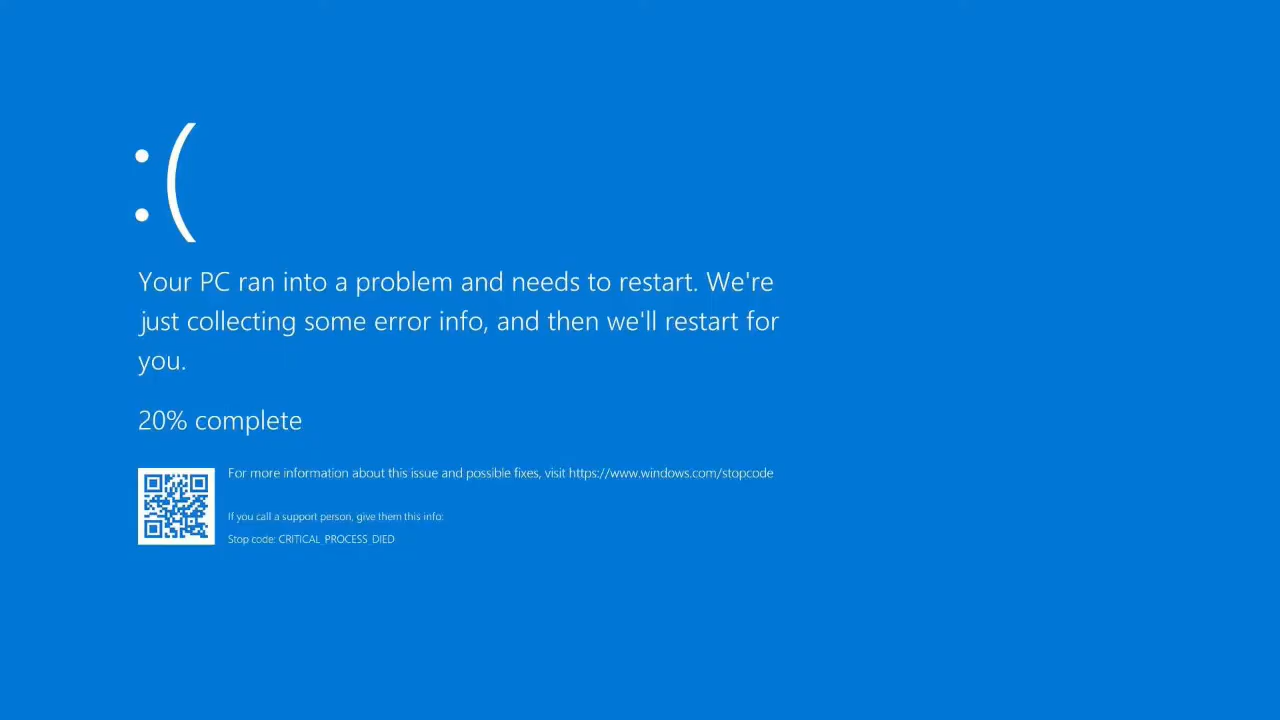 :(
Your PC ran into a problem and needs to restart. We're
just collecting some error info, and then we'll restart for
you.
20% complete
For more information about this issue and possible fixes, visit https://www.windows.com/stopcode
If you call a support person, give them this info:
Stop code: CRITICAL_PROCESS_DIED